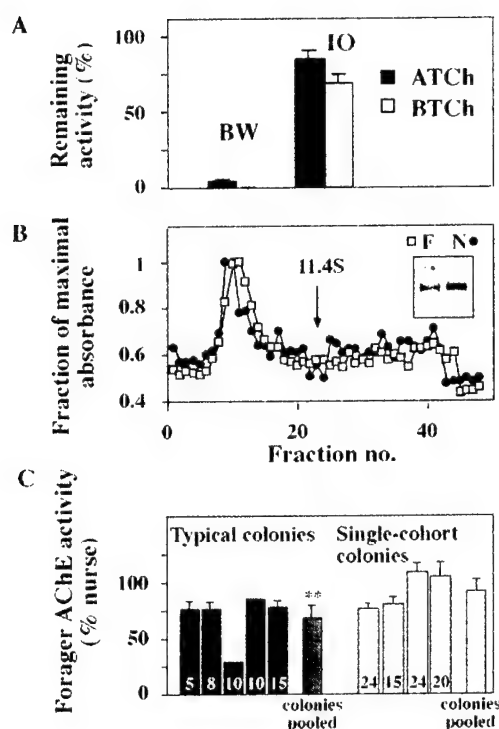 A
Remaining activity (%)
100
50
0
BW
IO
ATCh
BTCh
B
Fraction of maximal absorbance
1
0.8
0.6
0.4
11.4S
F N
0
20
40
Fraction no.
C
Forager AChE activity (% nurse)
100
50
0
Typical colonies
Single-cohort colonies
**
5 8 10 10 15
24 15 24 20
colonies pooled
colonies pooled